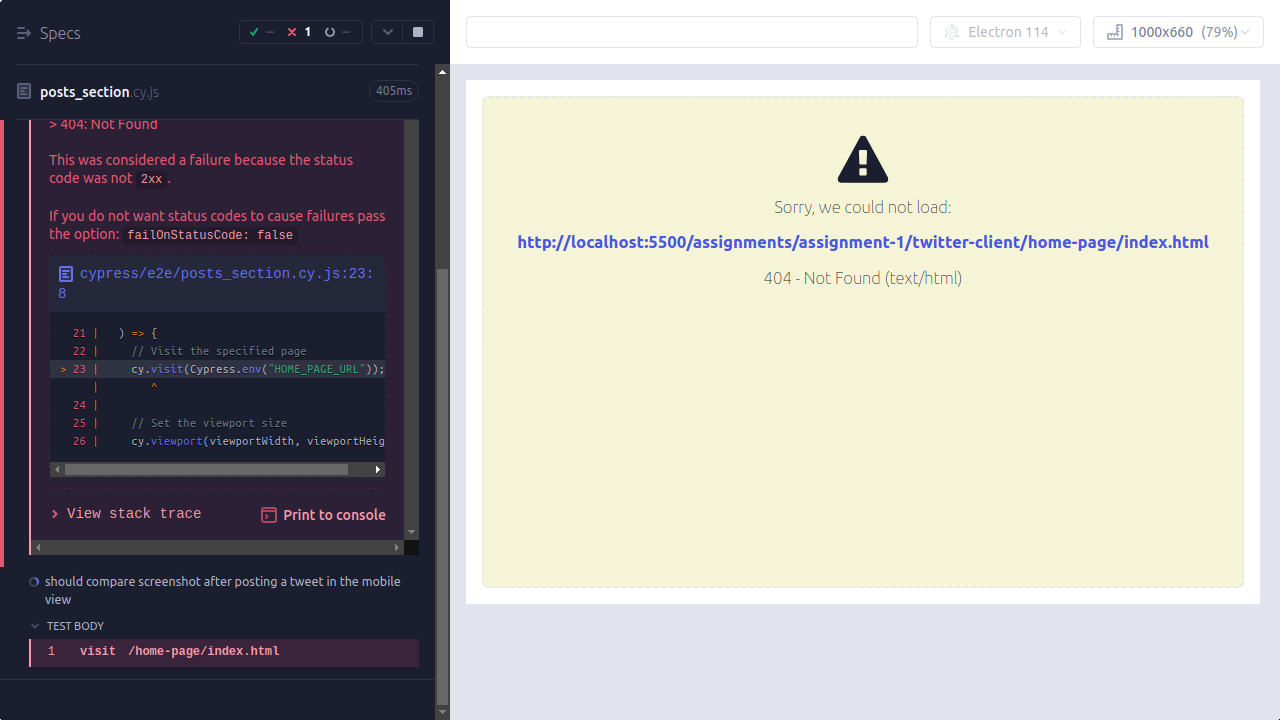 Specs
-- 1 --
posts_section.cy.js 405ms
> 404: Not Found
This was considered a failure because the status
code was not 2xx.
If you do not want status codes to cause failures pass
the option: failOnStatusCode: false
cypress/e2e/posts_section.cy.js:23:
8
21 | ) => {
22 | // Visit the specified page
> 23 | cy.visit(Cypress.env("HOME_PAGE_URL"));
| ^
24 |
25 | // Set the viewport size
26 | cy.viewport(viewportWidth, viewportHeig
View stack trace
Print to console
should compare screenshot after posting a tweet in the mobile
view
TEST BODY
1 visit /home-page/index.html
Electron 114
1000x660 (79%)
Sorry, we could not load:
http://localhost:5500/assignments/assignment-1/twitter-client/home-page/index.html
404 - Not Found (text/html)